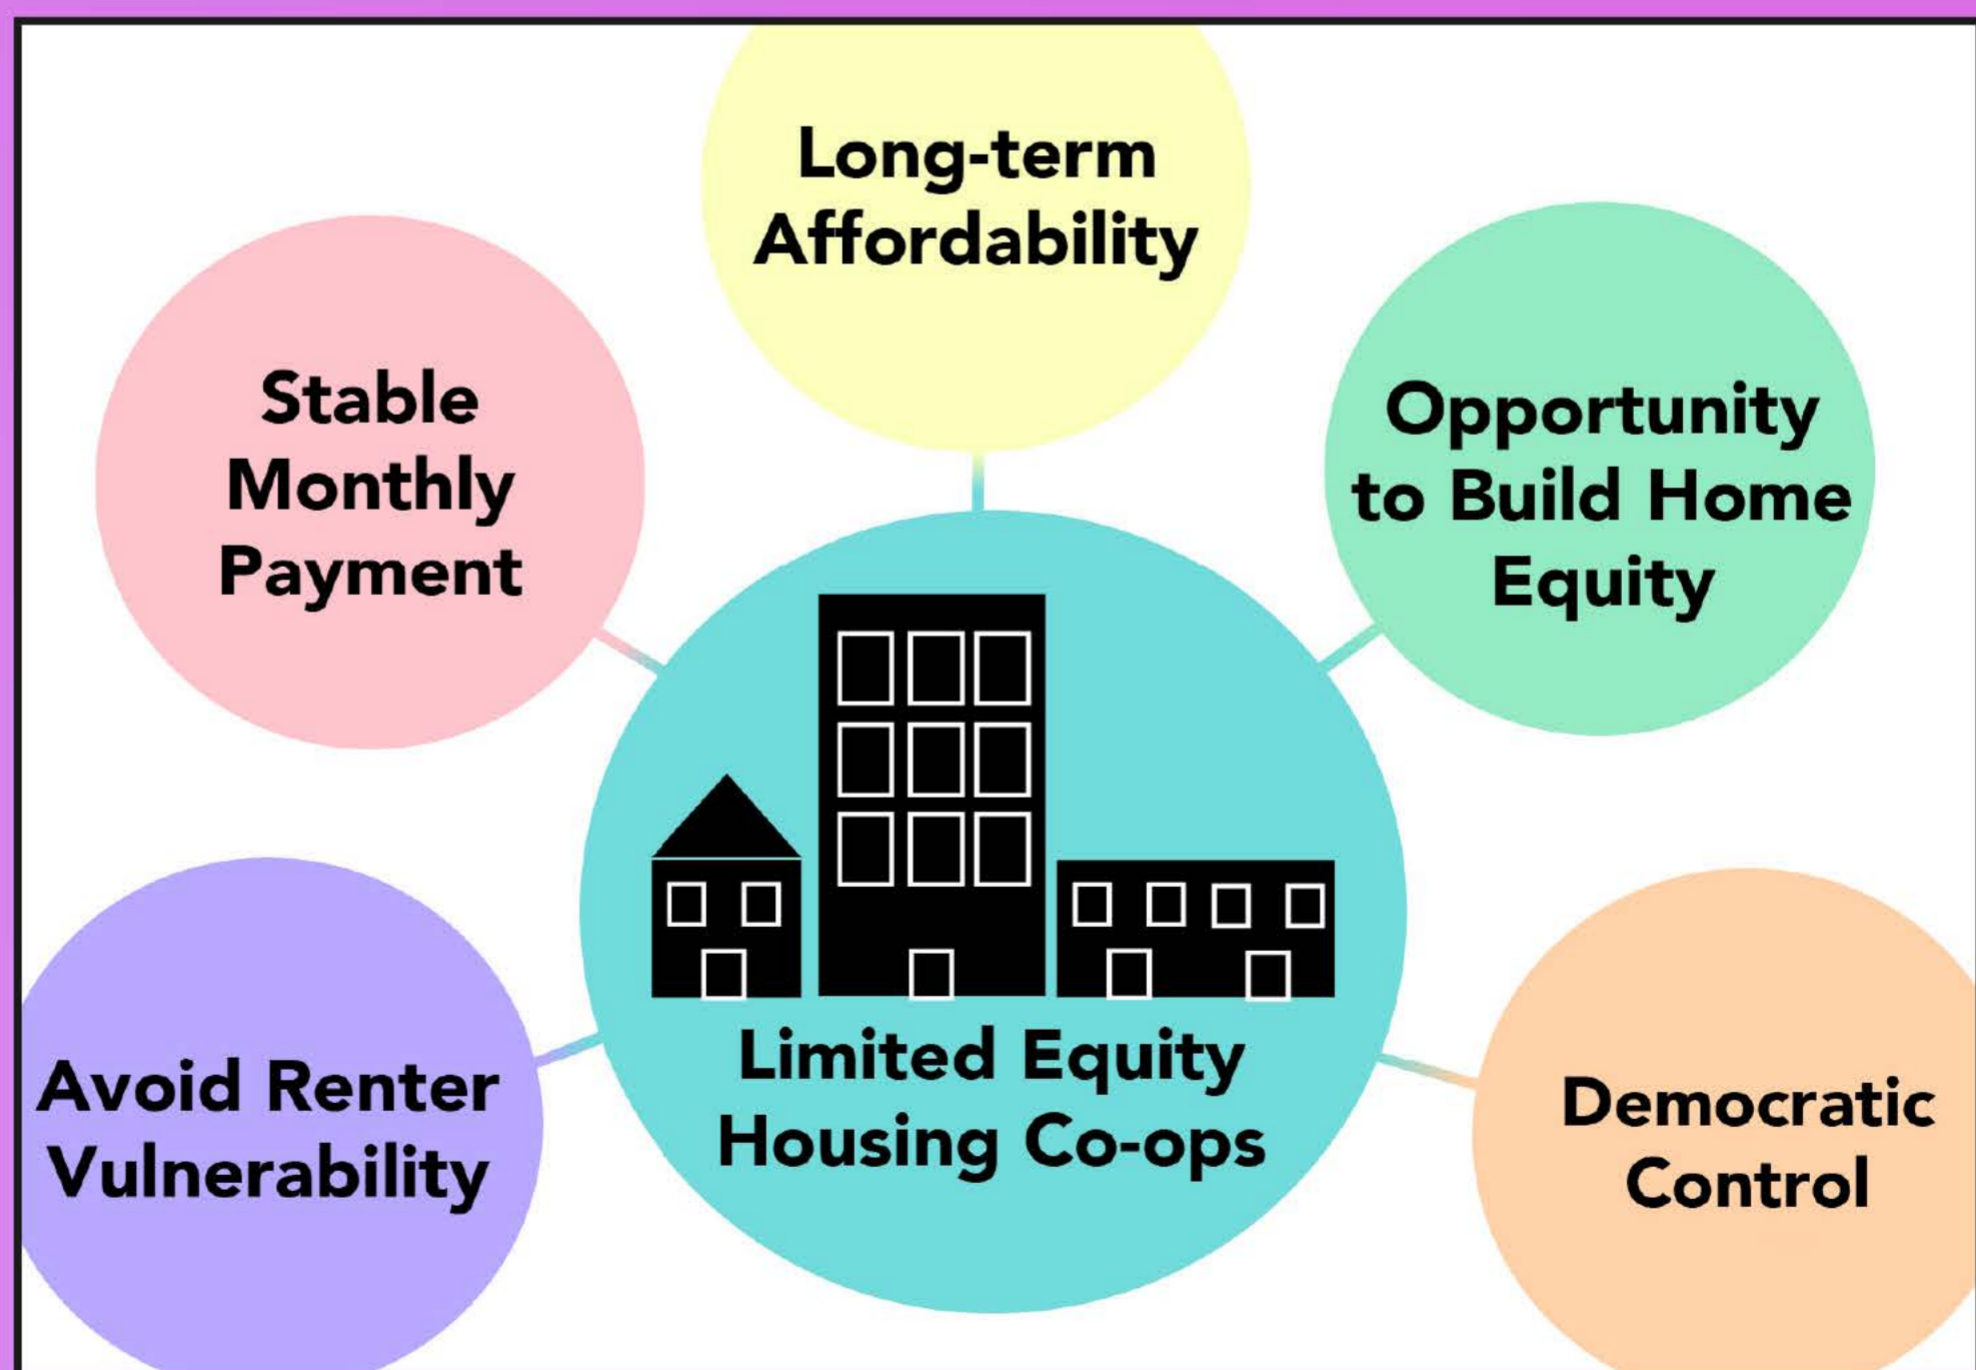 Long-term
Affordability
Stable
Monthly
Payment
Opportunity
to Build Home
Equity
Avoid Renter
Vulnerability
Limited Equity
Housing Co-ops
Democratic
Control